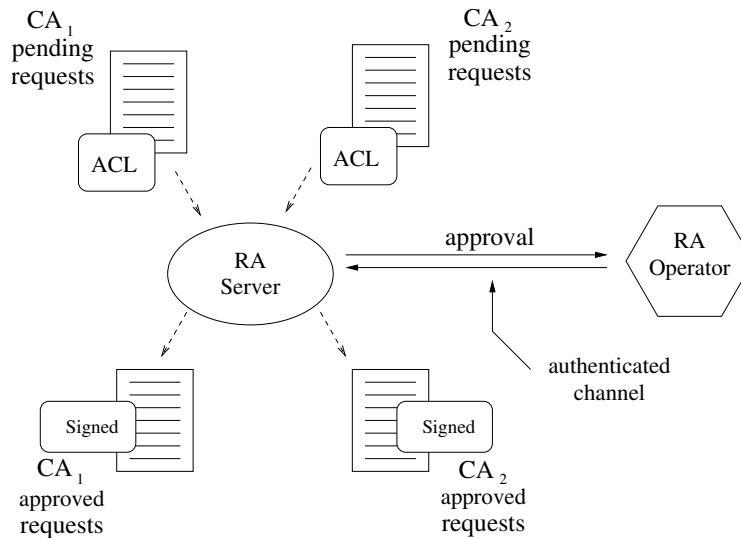 CA 1
pending
requests
ACL
CA 2
pending
requests
ACL
RA
Server
approval
RA
Operator
authenticated
channel
Signed
CA 1
approved
requests
Signed
CA 2
approved
requests